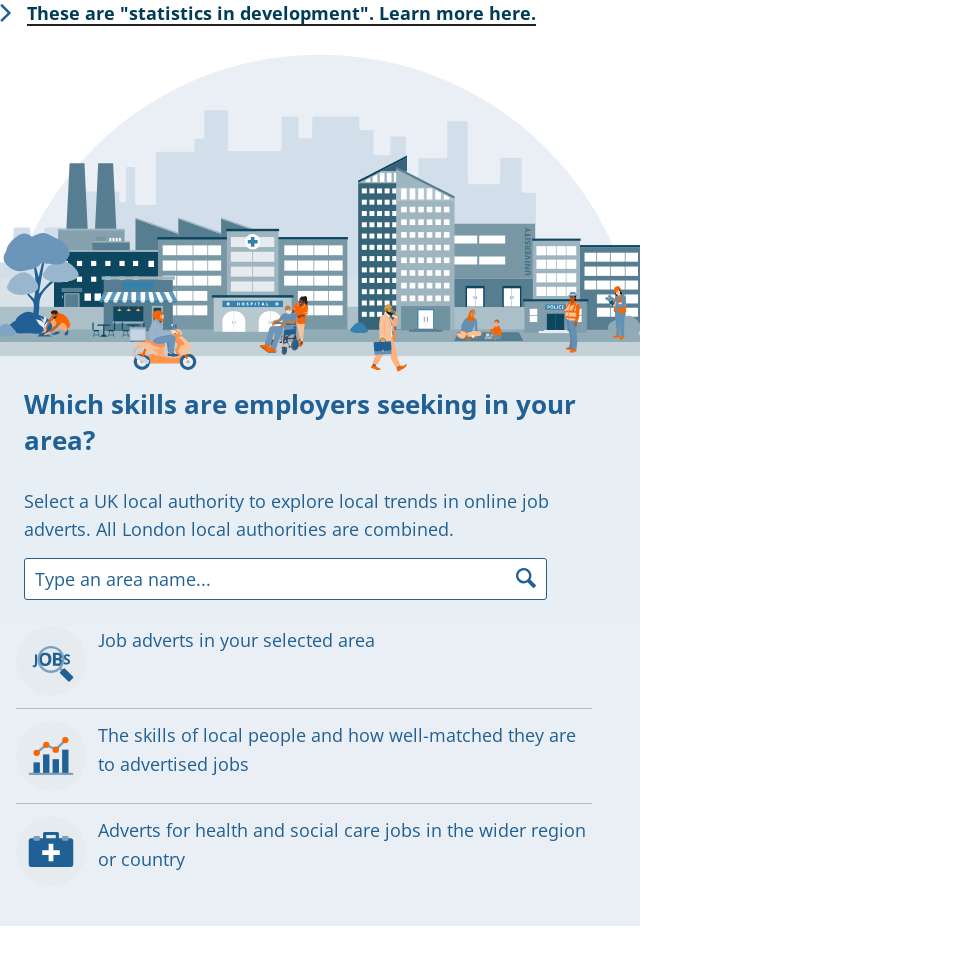 These are "statistics in development". Learn more here.
UNIVERSITY
HOSPITAL
POLICE
Which skills are employers seeking in your
area?
Select a UK local authority to explore local trends in online job
adverts. All London local authorities are combined.
Type an area name...
Job adverts in your selected area
JOBS
The skills of local people and how well-matched they are
to advertised jobs
Adverts for health and social care jobs in the wider region
or country